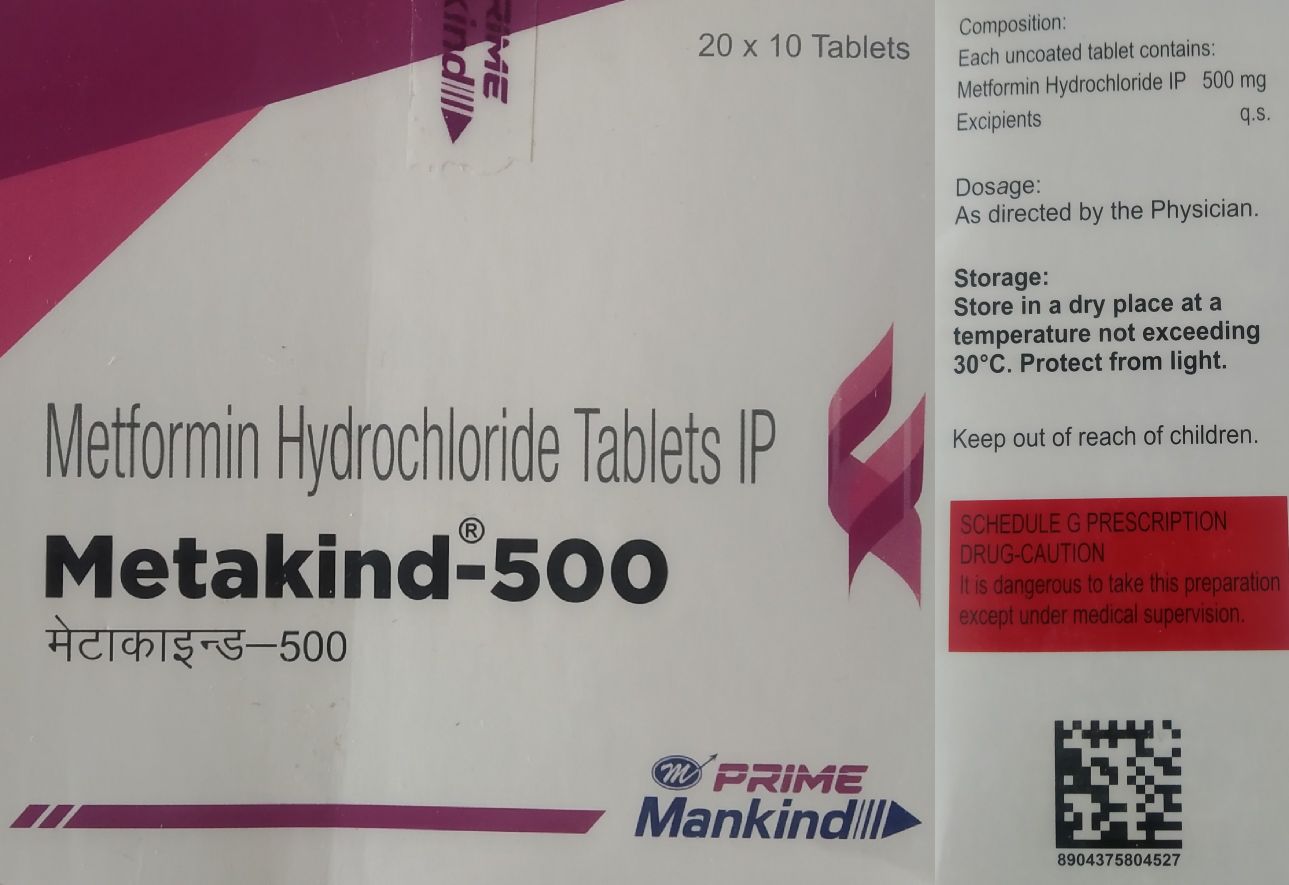 PRIME
kind
20 x 10 Tablets
Metformin Hydrochloride Tablets IP
Metakind®-500
मेटाकाइन्ड–500
m PRIME
Mankind
Composition:
Each uncoated tablet contains:
Metformin Hydrochloride IP 500 mg
Excipients q.s.
Dosage:
As directed by the Physician.
Storage:
Store in a dry place at a
temperature not exceeding
30°C. Protect from light.
Keep out of reach of children.
SCHEDULE G PRESCRIPTION
DRUG-CAUTION
It is dangerous to take this preparation
except under medical supervision.
8904375804527